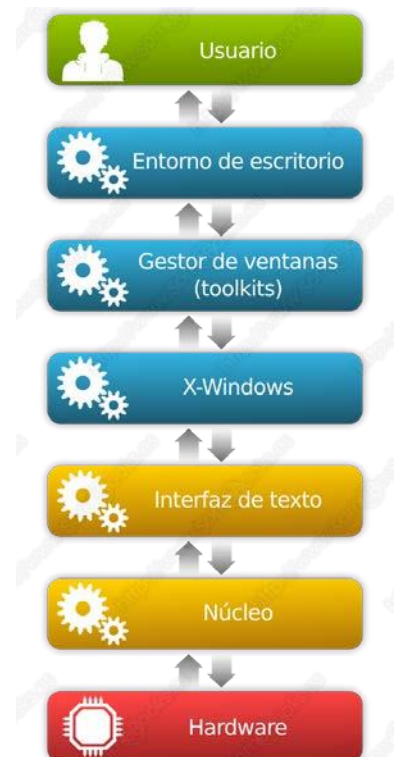 Usuario
Entorno de escritorio
Gestor de ventanas
(toolkits)
X-Windows
Interfaz de texto
Núcleo
Hardware